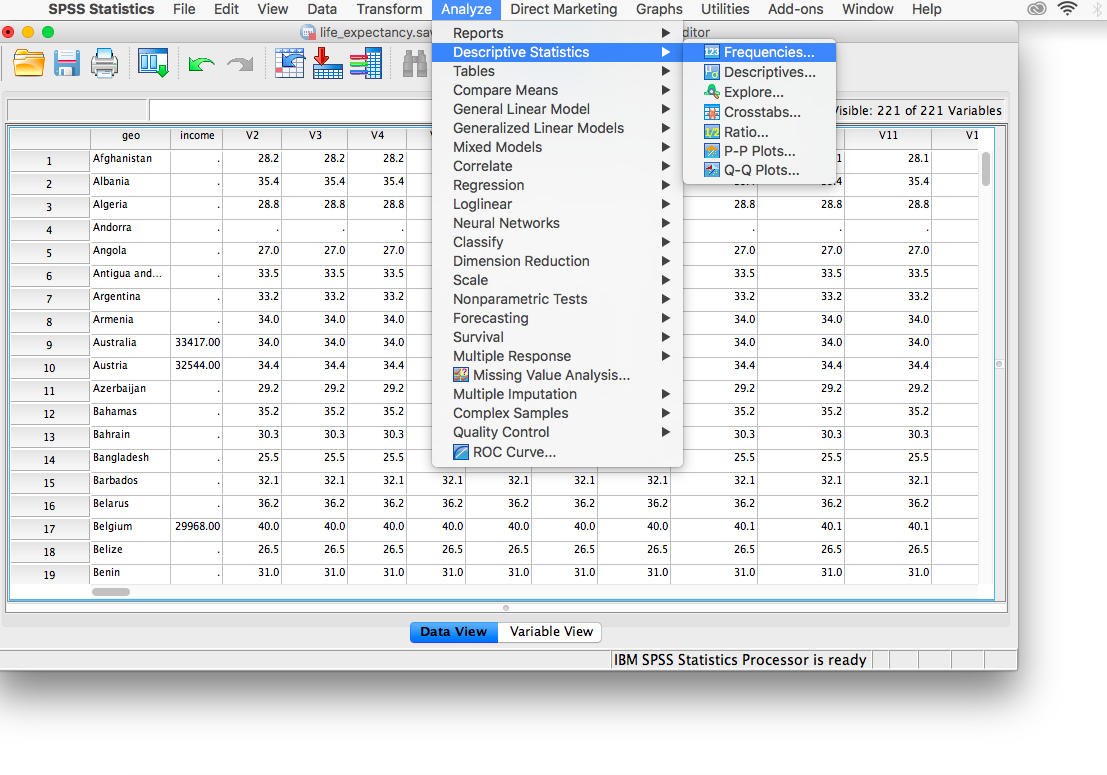 SPSS Statistics File Edit View Data Transform Analyze Direct Marketing Graphs Utilities Add-ons Window Help
life_expectancy.sav
ditor
Reports
Descriptive Statistics
Tables
Compare Means
General Linear Model
Generalized Linear Models
Mixed Models
Correlate
Regression
Loglinear
Neural Networks
Classify
Dimension Reduction
Scale
Nonparametric Tests
Forecasting
Survival
Multiple Response
Missing Value Analysis...
Multiple Imputation
Complex Samples
Quality Control
ROC Curve...
Frequencies...
Descriptives...
Explore...
Crosstabs...
Ratio...
P-P Plots...
Q-Q Plots...
Visible: 221 of 221 Variables
geo income V2 V3 V4 V11 V1
1 Afghanistan . 28.2 28.2 28.2 .1 28.1
2 Albania . 35.4 35.4 35.4 35.4 35.4
3 Algeria . 28.8 28.8 28.8 28.8 28.8 28.8
4 Andorra . . . . . . .
5 Angola . 27.0 27.0 27.0 27.0 27.0 27.0
6 Antigua and... . 33.5 33.5 33.5 33.5 33.5 33.5
7 Argentina . 33.2 33.2 33.2 33.2 33.2 33.2
8 Armenia . 34.0 34.0 34.0 34.0 34.0 34.0
9 Australia 33417.00 34.0 34.0 34.0 34.0 34.0 34.0
10 Austria 32544.00 34.4 34.4 34.4 34.4 34.4 34.4
11 Azerbaijan . 29.2 29.2 29.2 29.2 29.2 29.2
12 Bahamas . 35.2 35.2 35.2 35.2 35.2 35.2
13 Bahrain . 30.3 30.3 30.3 30.3 30.3 30.3
14 Bangladesh . 25.5 25.5 25.5 25.5 25.5 25.5
15 Barbados . 32.1 32.1 32.1 32.1 32.1 32.1 32.1 32.1 32.1 32.1
16 Belarus . 36.2 36.2 36.2 36.2 36.2 36.2 36.2 36.2 36.2 36.2
17 Belgium 29968.00 40.0 40.0 40.0 40.0 40.0 40.0 40.0 40.1 40.1 40.1
18 Belize . 26.5 26.5 26.5 26.5 26.5 26.5 26.5 26.5 26.5 26.5
19 Benin . 31.0 31.0 31.0 31.0 31.0 31.0 31.0 31.0 31.0 31.0
Data View Variable View
IBM SPSS Statistics Processor is ready